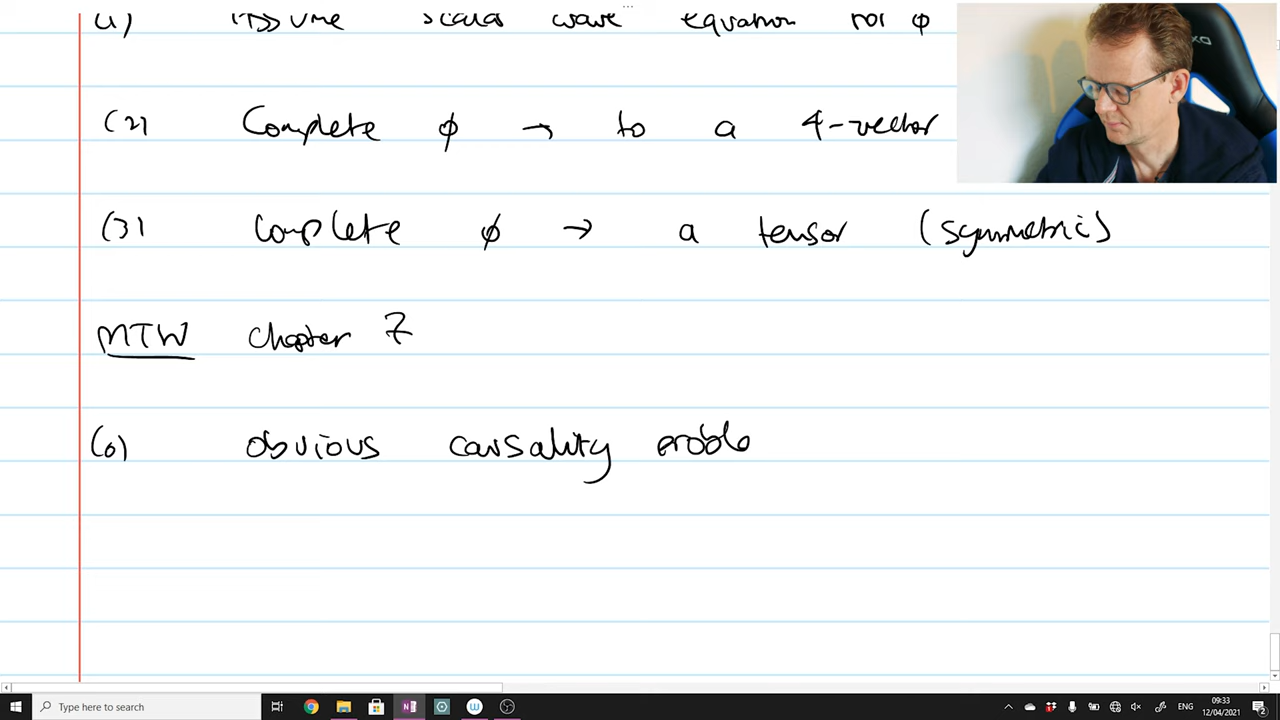 (1) Assume scalar wave equation for ϕ
(2) Complete ϕ → to a 4-vector
(3) Complete ϕ → a tensor (symmetric)
MTW Chapter 7
(0) obvious causality proble
Type here to search
ENG
09:33
12/04/2021